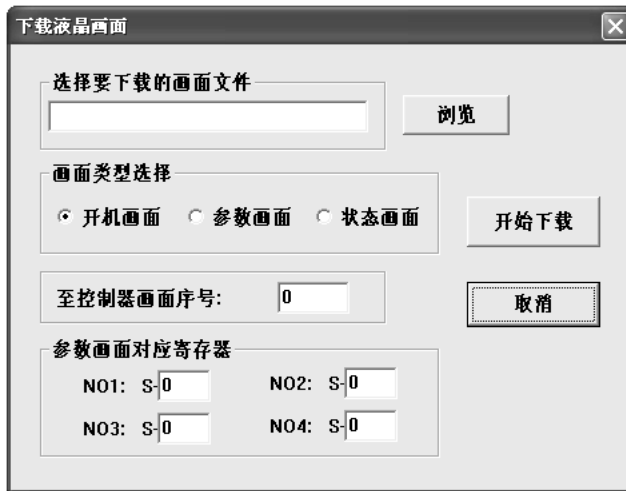 下载液晶画面
选择要下载的画面文件
浏览
画面类型选择
开机画面 参数画面 状态画面
开始下载
至控制器画面序号: 0
取消
参数画面对应寄存器
NO1: S-0 NO2: S-0
NO3: S-0 NO4: S-0